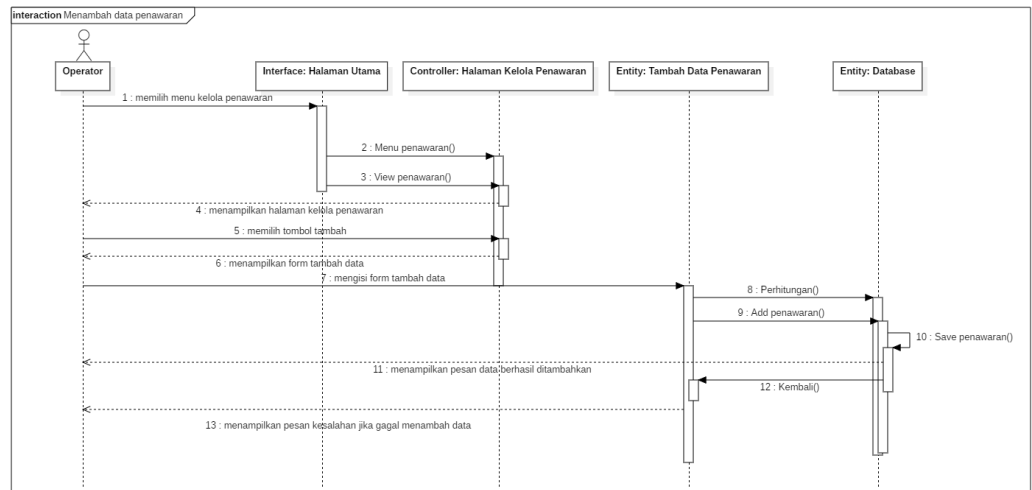 interaction Menambah data penawaran
Operator
Interface: Halaman Utama
Controller: Halaman Kelola Penawaran
Entity: Tambah Data Penawaran
Entity: Database
1 : memilih menu kelola penawaran
2 : Menu penawaran()
3 : View penawaran()
4 : menampilkan halaman kelola penawaran
5 : memilih tombol tambah
6 : menampilkan form tambah data
7 : mengisi form tambah data
8 : Perhitungan()
9 : Add penawaran()
10 : Save penawaran()
11 : menampilkan pesan data berhasil ditambahkan
12 : Kembali()
13 : menampilkan pesan kesalahan jika gagal menambah data